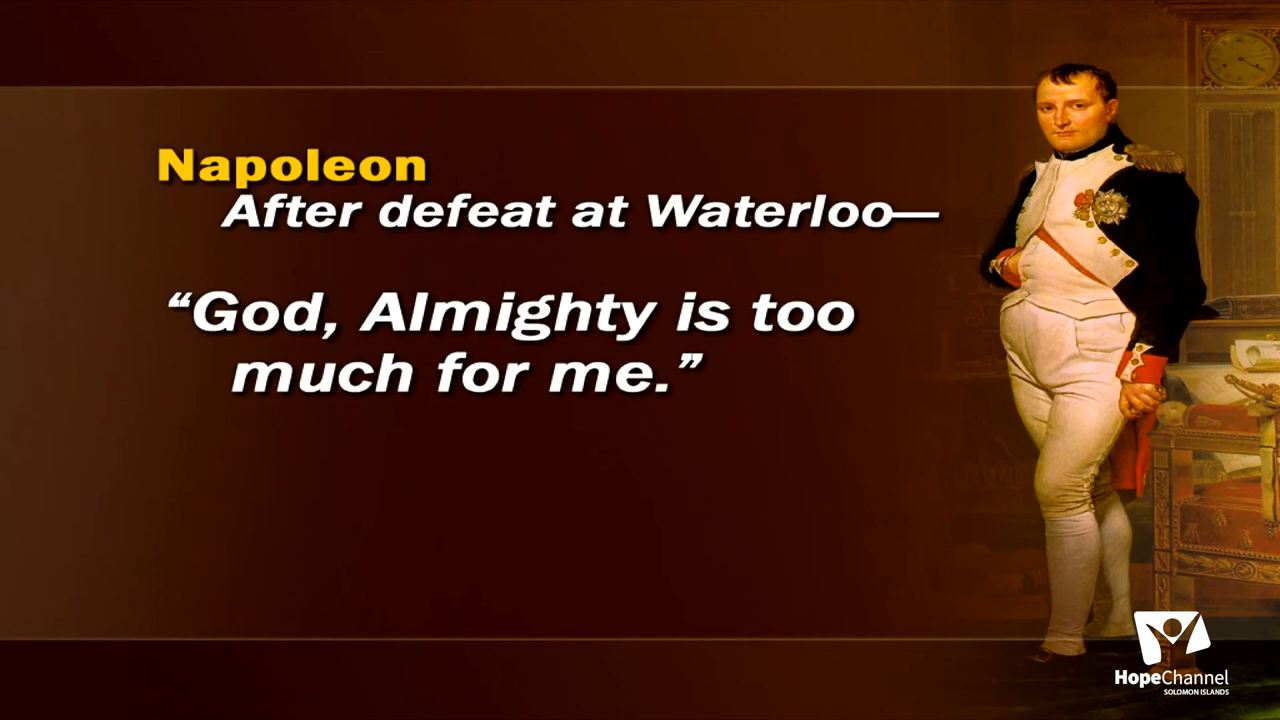 Napoleon
After defeat at Waterloo—
“God, Almighty is too
much for me.”
HopeChannel
SOLOMON ISLANDS